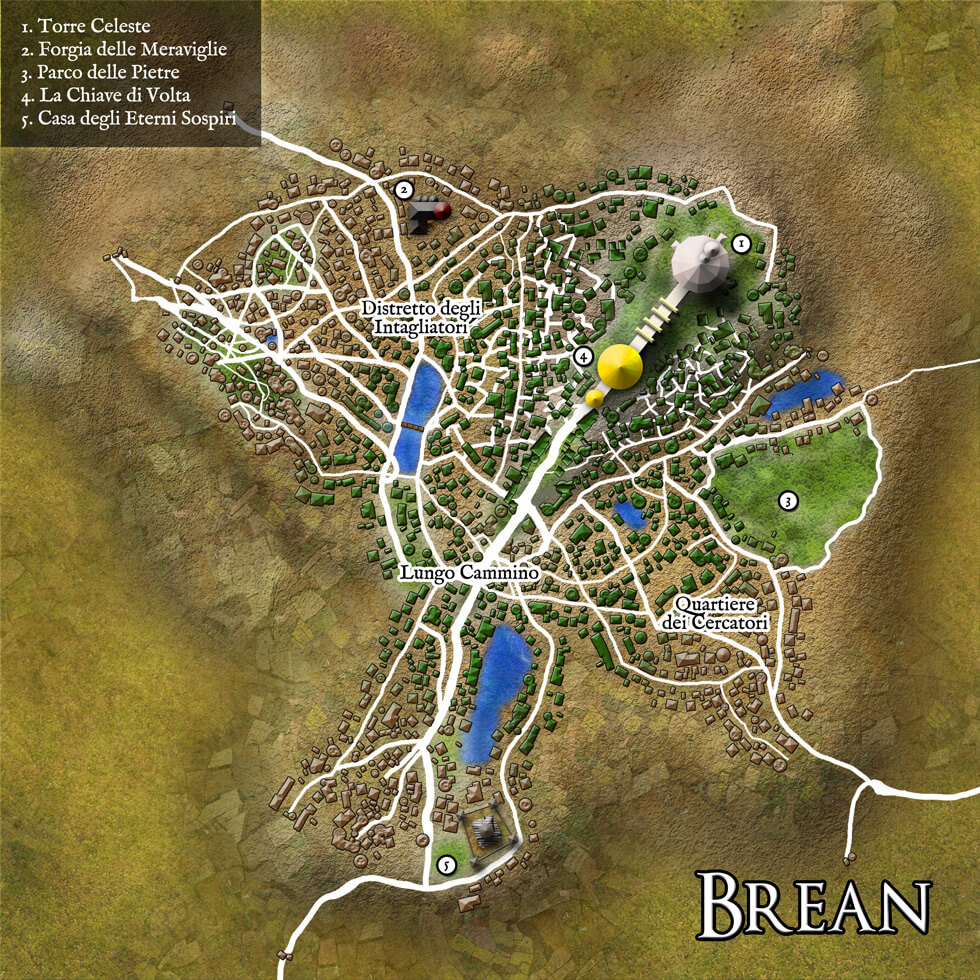 1. Torre Celeste
2. Forgia delle Meraviglie
3. Parco delle Pietre
4. La Chiave di Volta
5. Casa degli Eterni Sospiri
2
1
Distretto degli
Intagliatori
4
3
Lungo Cammino
Quartiere
dei Cercatori
5
BREAN